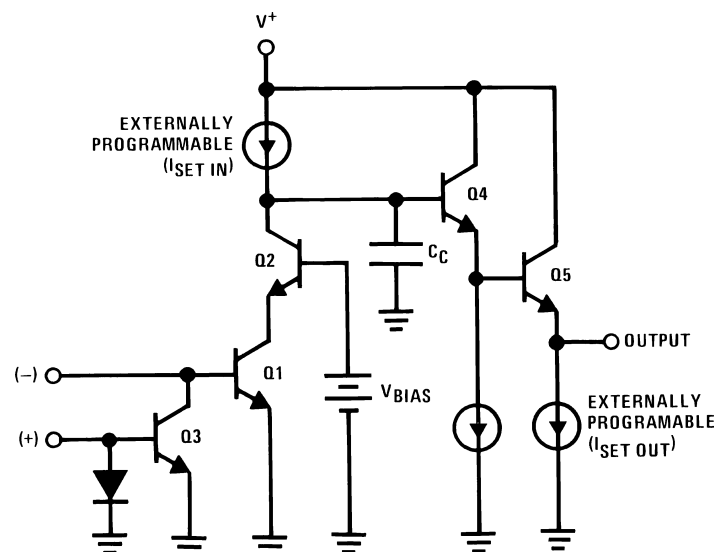 V+
EXTERNALLY
PROGRAMMABLE
(ISET IN)
Q4
Q2
CC
Q5
OUTPUT
(−)
Q1
VBIAS
EXTERNALLY
PROGRAMABLE
(ISET OUT)
(+)
Q3